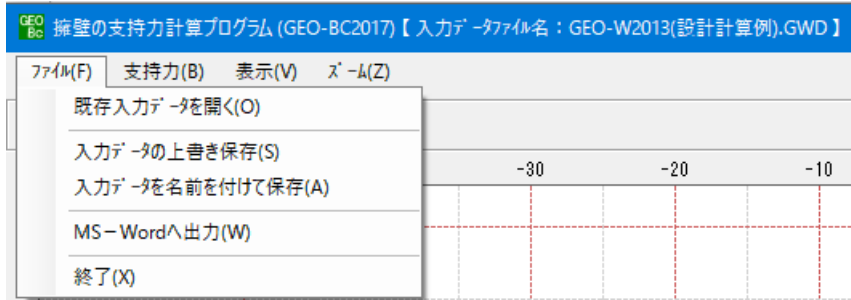 GEO Bc 擁壁の支持力計算ﾌﾟﾛｸﾞﾗﾑ (GEO-BC2017)【 入力ﾃﾞｰﾀﾌｧｲﾙ名：GEO-W2013(設計計算例).GWD 】
ﾌｧｲﾙ(F) 支持力(B) 表示(V) ｽﾞｰﾑ(Z)
既存入力ﾃﾞｰﾀを開く(O)
入力ﾃﾞｰﾀの上書き保存(S)
入力ﾃﾞｰﾀを名前を付けて保存(A)
MS－Wordへ出力(W)
終了(X)
-30 -20 -10